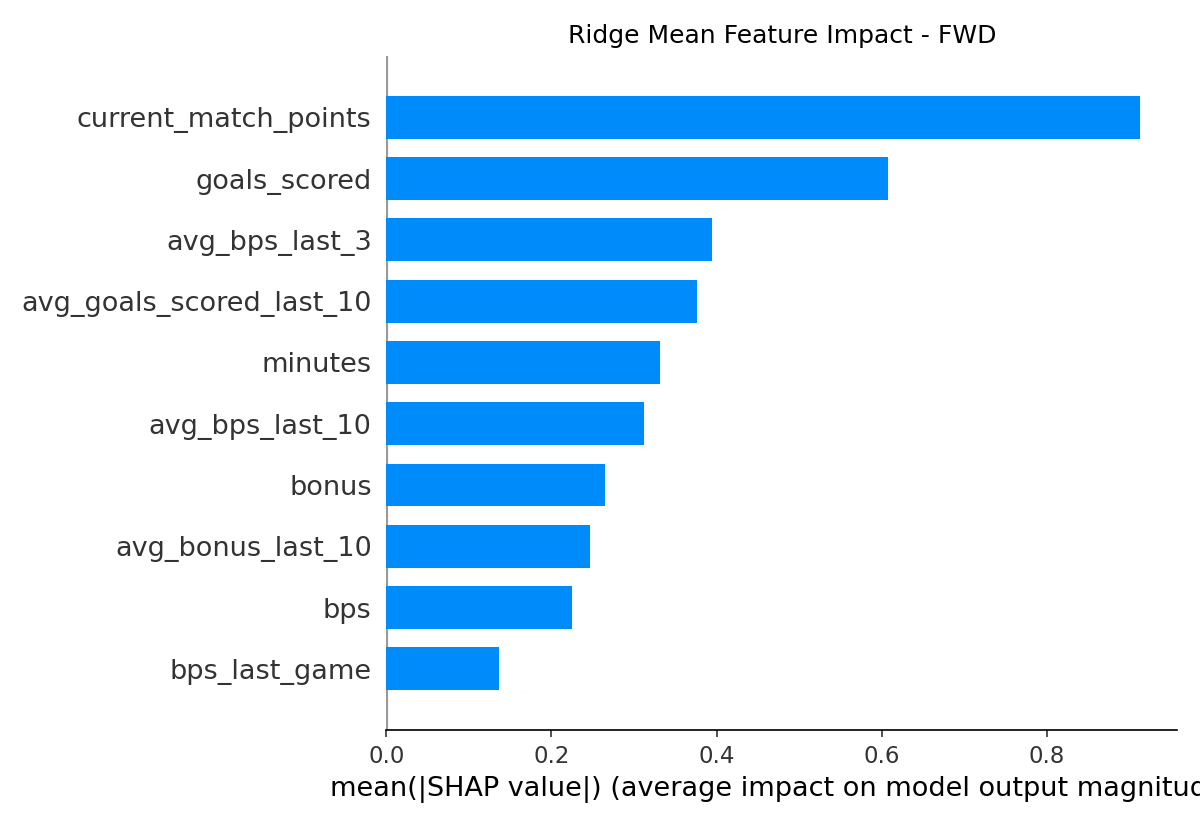 Ridge Mean Feature Impact - FWD
current_match_points
goals_scored
avg_bps_last_3
avg_goals_scored_last_10
minutes
avg_bps_last_10
bonus
avg_bonus_last_10
bps
bps_last_game
0.0 0.2 0.4 0.6 0.8
mean(|SHAP value|) (average impact on model output magnitud